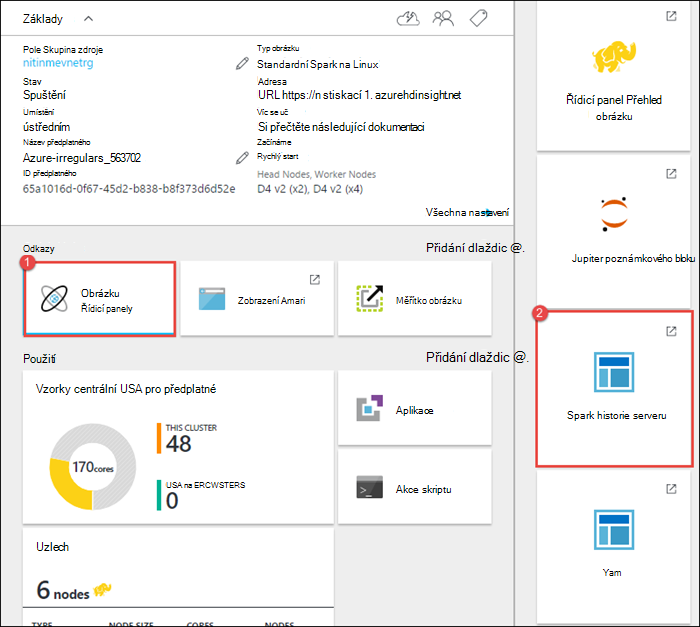 Základy
Pole Skupina zdroje
nitinmevnetrg
Stav
Spuštění
Umístění
ústředním
Název předplatného
Azure-irregulars_563702
ID předplatného
65a1016d-0f67-45d2-b838-b8f373d6d52e
Typ obrázku
Standardní Spark na Linux
Adresa
URL https://n stiskací 1. azurehdinsight.net
Víc se uč
Si přečtěte následující dokumentaci
Začínáme
Rychlý start
Head Nodes, Worker Nodes
D4 v2 (x2), D4 v2 (x4)
Všechna nastavení
Odkazy
Přidání dlaždic @.
1
Obrázku
Řídicí panely
Zobrazení Amari
Měřítko obrázku
Použití
Přidání dlaždic @.
Vzorky centrální USA pro předplatné
170cores
THIS CLUSTER
48
USA na ERCWSTERS
0
Aplikace
Akce skriptu
Uzlech
6 nodes
TYPE NODE SIZE CORES NODES
Řídicí panel Přehled
obrázku
Jupiter poznámkového bloku
2
Spark historie serveru
Yam